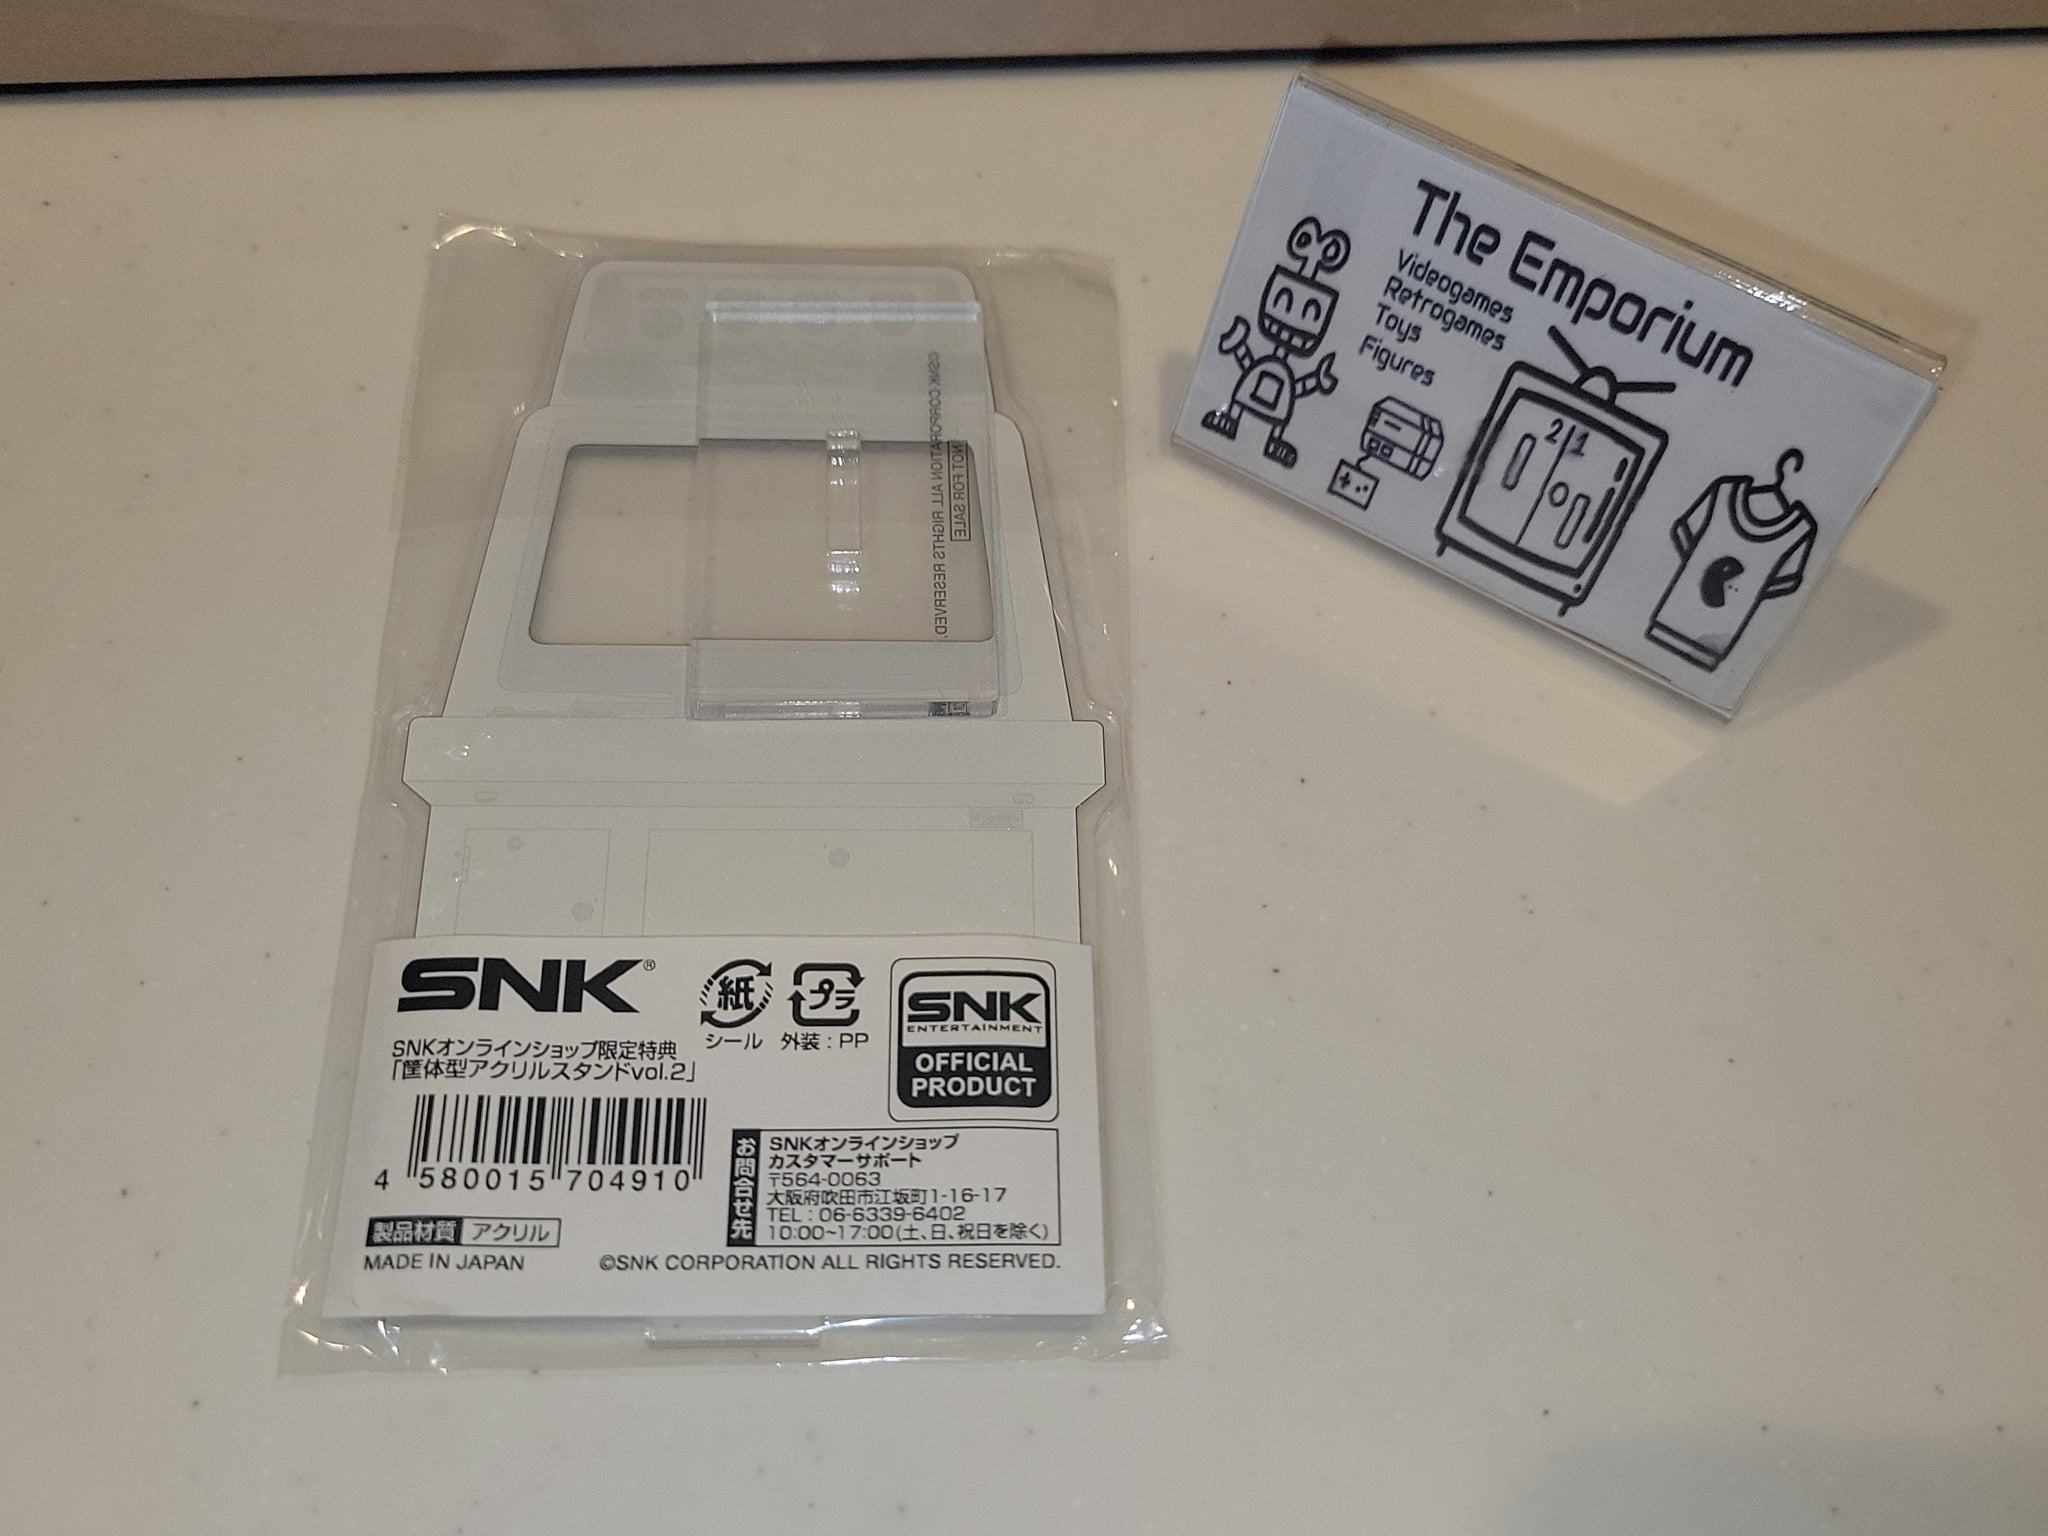 The Emporium
Videogames
Retrogames
Toys
Figures
2 1
©SNK CORPORATION ALL RIGHTS RESERVED.
NOT FOR SALE
SNK®
紙
シール
プラ
外装：PP
SNK
ENTERTAINMENT
OFFICIAL
PRODUCT
SNKオンラインショップ限定特典
「筐体型アクリルスタンドvol.2」
4 580015 704910
お問合せ先
SNKオンラインショップ
カスタマーサポート
〒564-0063
大阪府吹田市江坂町1-16-17
TEL：06-6339-6402
10:00~17:00(土、日、祝日を除く)
製品材質 アクリル
MADE IN JAPAN
©SNK CORPORATION ALL RIGHTS RESERVED.